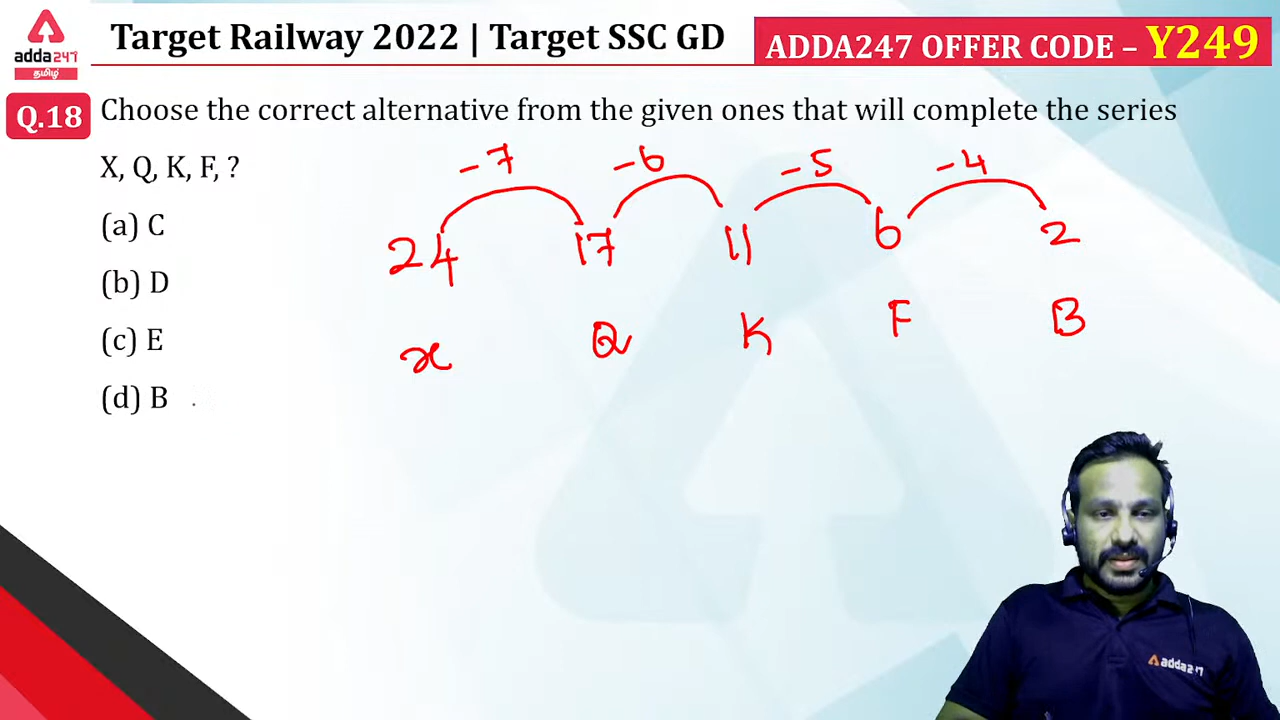 adda247
தமிழ்
Target Railway 2022 | Target SSC GD
ADDA247 OFFER CODE – Y249
Q.18
Choose the correct alternative from the given ones that will complete the series
X, Q, K, F, ?
(a) C
(b) D
(c) E
(d) B
-7 -6 -5 -4
24 17 11 6 2
x Q K F B
adda247